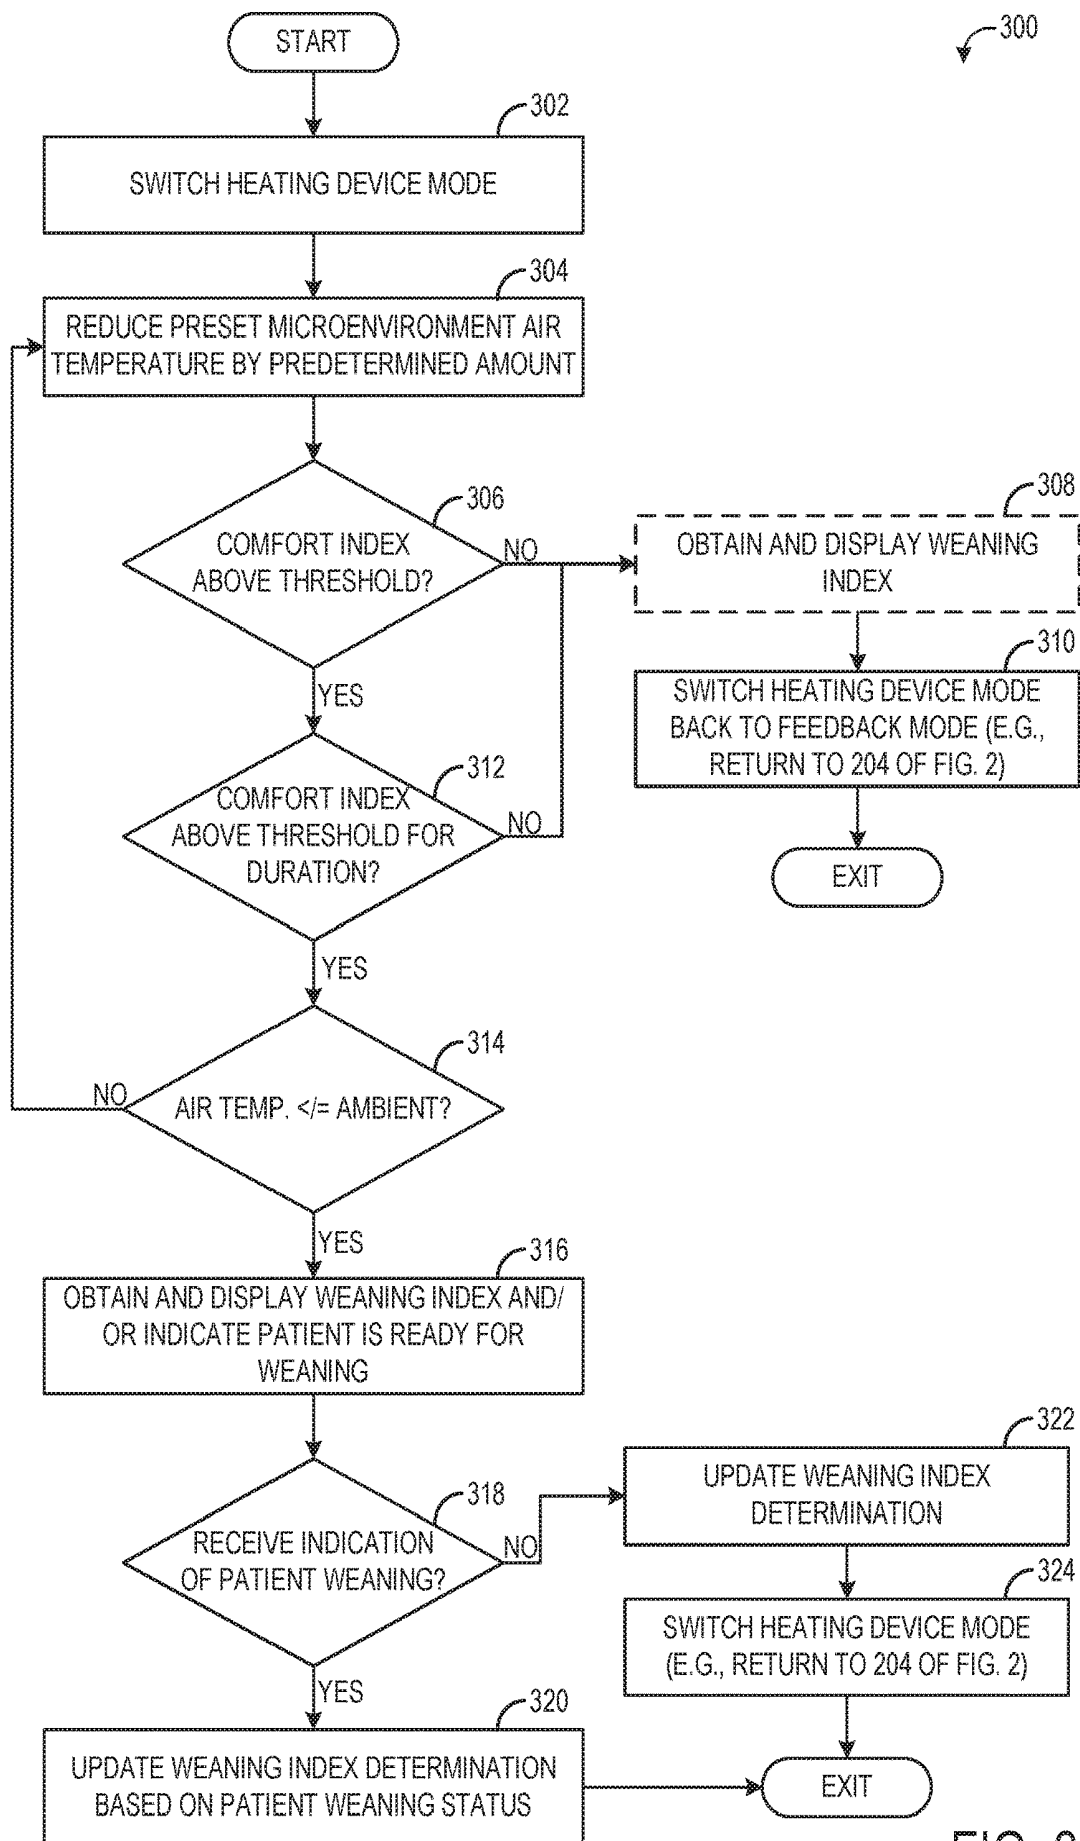 START
300
302
SWITCH HEATING DEVICE MODE
304
REDUCE PRESET MICROENVIRONMENT AIR
TEMPERATURE BY PREDETERMINED AMOUNT
306
COMFORT INDEX
ABOVE THRESHOLD?
NO
308
OBTAIN AND DISPLAY WEANING
INDEX
310
SWITCH HEATING DEVICE MODE
BACK TO FEEDBACK MODE (E.G.,
RETURN TO 204 OF FIG. 2)
EXIT
YES
312
COMFORT INDEX
ABOVE THRESHOLD FOR
DURATION?
NO
YES
314
AIR TEMP. </= AMBIENT?
NO
YES
316
OBTAIN AND DISPLAY WEANING INDEX AND/
OR INDICATE PATIENT IS READY FOR
WEANING
318
RECEIVE INDICATION
OF PATIENT WEANING?
NO
322
UPDATE WEANING INDEX
DETERMINATION
324
SWITCH HEATING DEVICE MODE
(E.G., RETURN TO 204 OF FIG. 2)
YES
320
UPDATE WEANING INDEX DETERMINATION
BASED ON PATIENT WEANING STATUS
EXIT